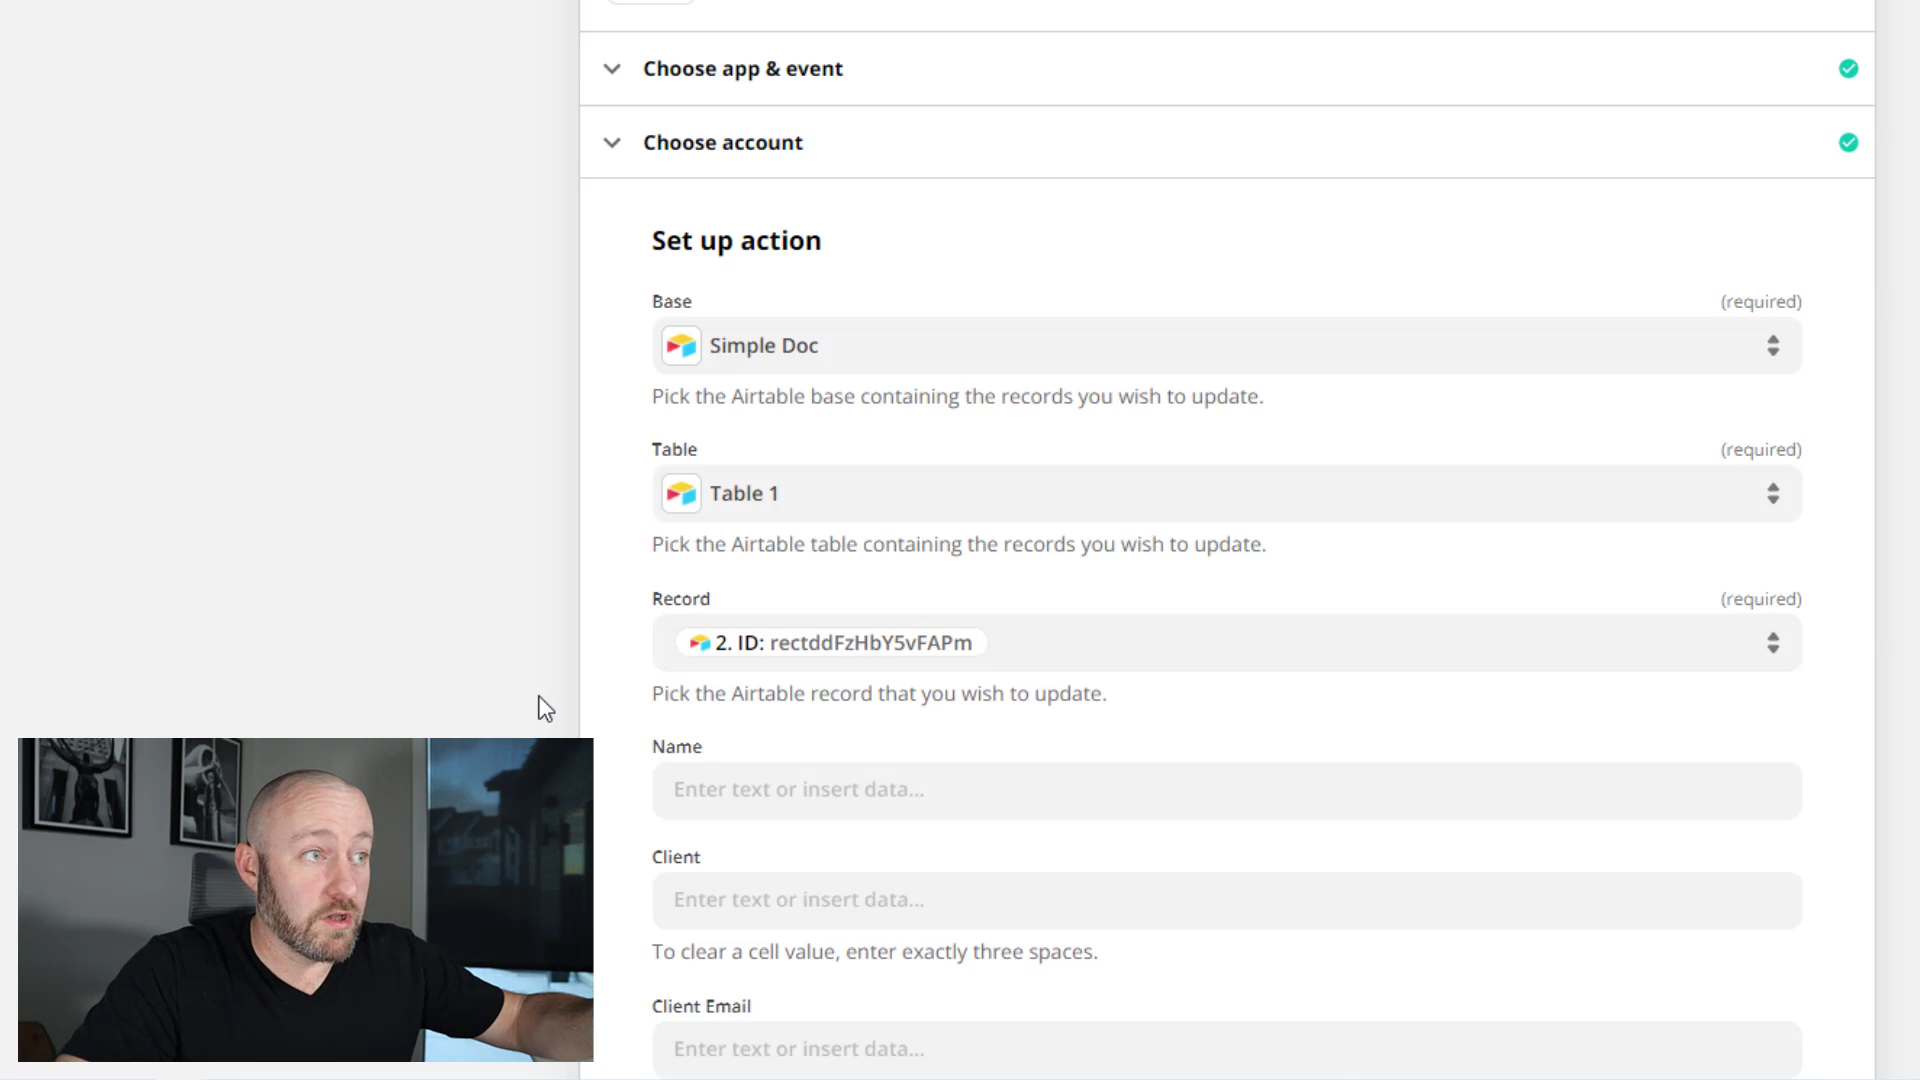 Choose app & event
Choose account
Set up action
Base (required)
Simple Doc
Pick the Airtable base containing the records you wish to update.
Table (required)
Table 1
Pick the Airtable table containing the records you wish to update.
Record (required)
2. ID: rectddFzHbY5vFAPm
Pick the Airtable record that you wish to update.
Name
Enter text or insert data...
Client
Enter text or insert data...
To clear a cell value, enter exactly three spaces.
Client Email
Enter text or insert data...